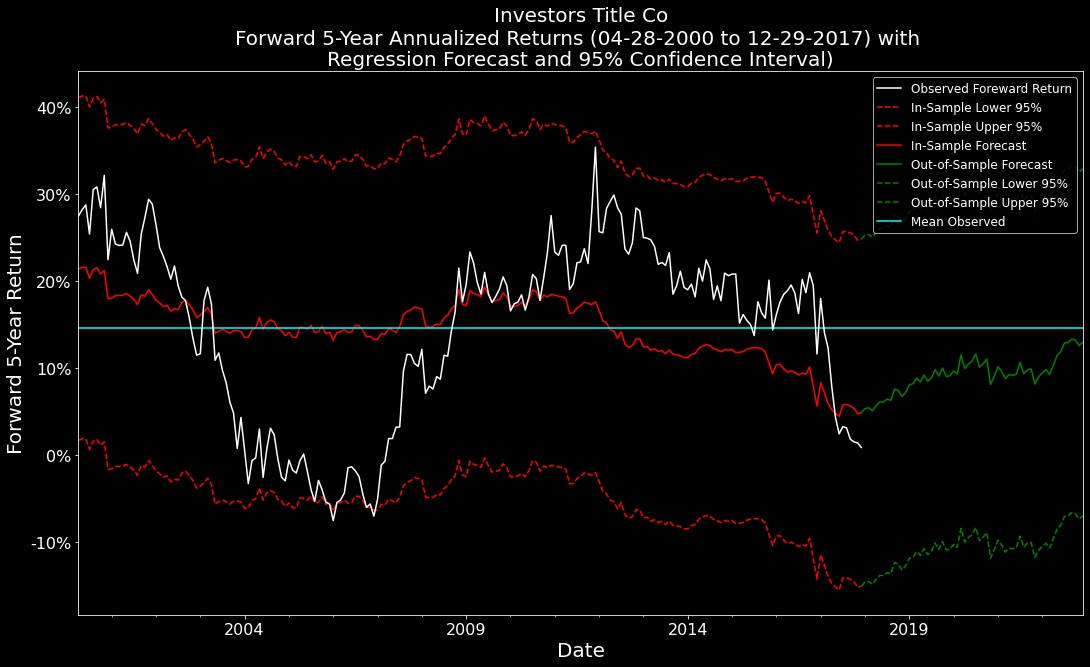 Investors Title Co
Forward 5-Year Annualized Returns (04-28-2000 to 12-29-2017) with
Regression Forecast and 95% Confidence Interval)
Observed Foreward Return
In-Sample Lower 95%
In-Sample Upper 95%
In-Sample Forecast
Out-of-Sample Forecast
Out-of-Sample Lower 95%
Out-of-Sample Upper 95%
Mean Observed
Forward 5-Year Return
40%
30%
20%
10%
0%
-10%
2004
2009
2014
2019
Date